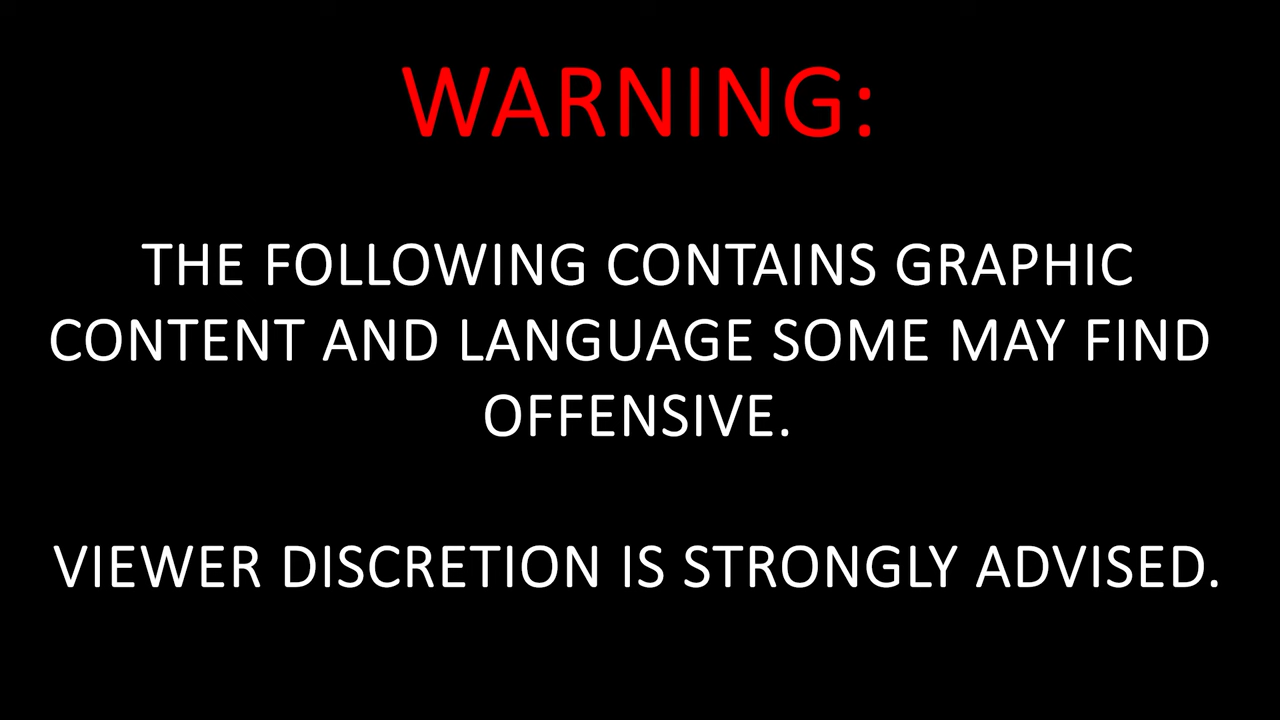 WARNING:
THE FOLLOWING CONTAINS GRAPHIC
CONTENT AND LANGUAGE SOME MAY FIND
OFFENSIVE.
VIEWER DISCRETION IS STRONGLY ADVISED.